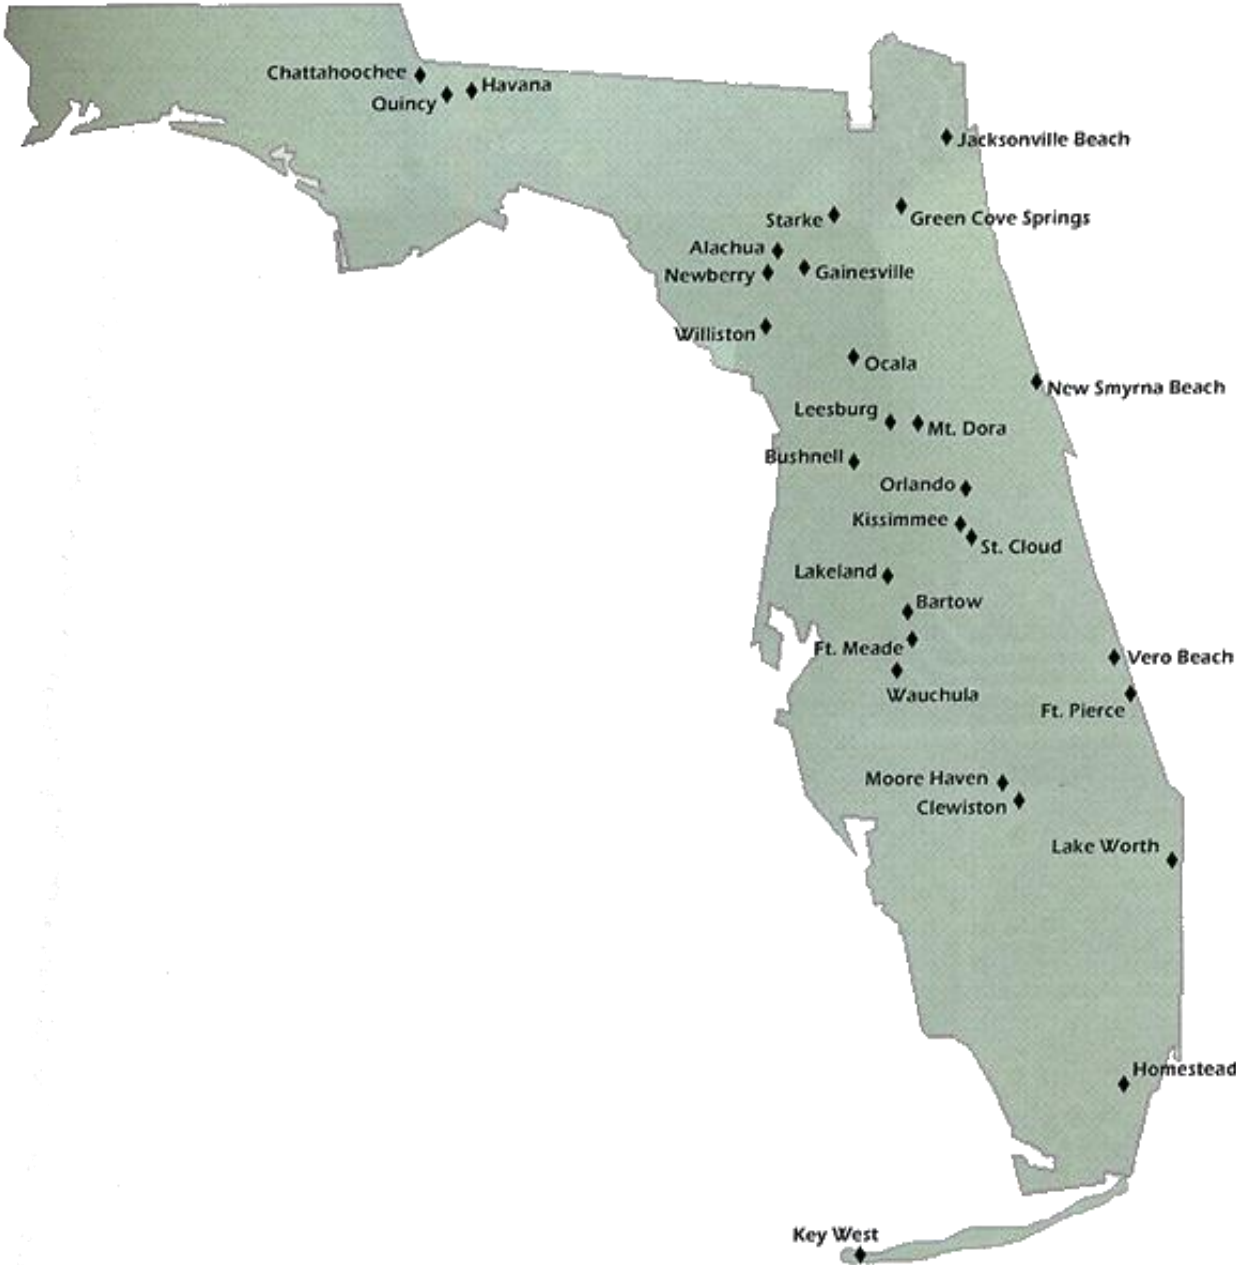 Chattahoochee
Havana
Quincy
Jacksonville Beach
Starke
Green Cove Springs
Alachua
Newberry
Gainesville
Williston
Ocala
New Smyrna Beach
Leesburg
Mt. Dora
Bushnell
Orlando
Kissimmee
St. Cloud
Lakeland
Bartow
Ft. Meade
Vero Beach
Wauchula
Ft. Pierce
Moore Haven
Clewiston
Lake Worth
Homestead
Key West